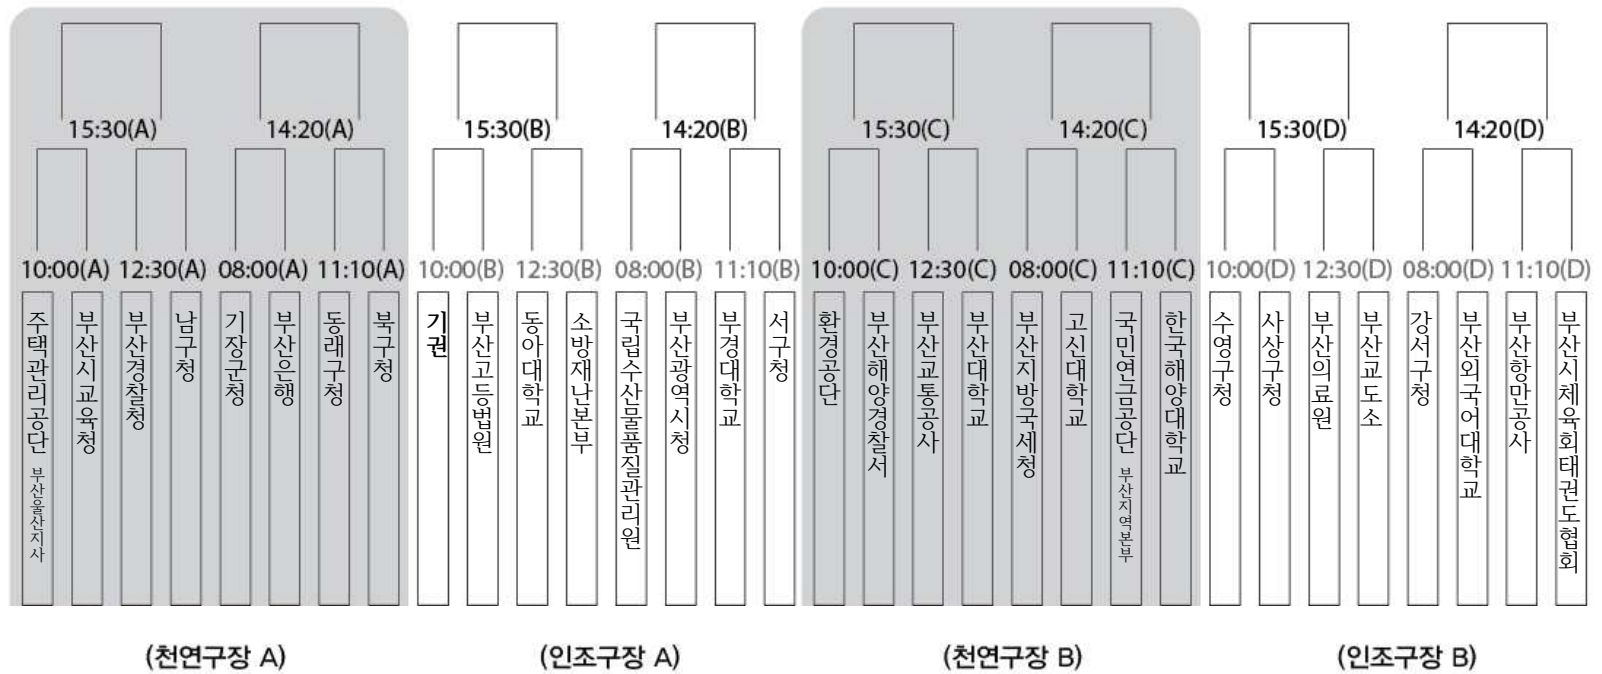 15:30(A) 14:20(A) 15:30(B) 14:20(B) 15:30(C) 14:20(C) 15:30(D) 14:20(D)
10:00(A) 12:30(A) 08:00(A) 11:10(A) 10:00(B) 12:30(B) 08:00(B) 11:10(B) 10:00(C) 12:30(C) 08:00(C) 11:10(C) 10:00(D) 12:30(D) 08:00(D) 11:10(D)
주택관리공단 부산울산지사
부산시교육청
부산경찰청
남구청
기장군청
부산은행
동래구청
북구청
기권
부산고등법원
동아대학교
소방재난본부
국립수산물품질관리원
부산광역시청
부경대학교
서구청
환경공단
부산해양경찰서
부산교통공사
부산대학교
부산지방국세청
고신대학교
국민연금공단 부산지역본부
한국해양대학교
수영구청
사상구청
부산의료원
부산교도소
강서구청
부산외국어대학교
부산항만공사
부산시체육회태권도협회
(천연구장 A) (인조구장 A) (천연구장 B) (인조구장 B)